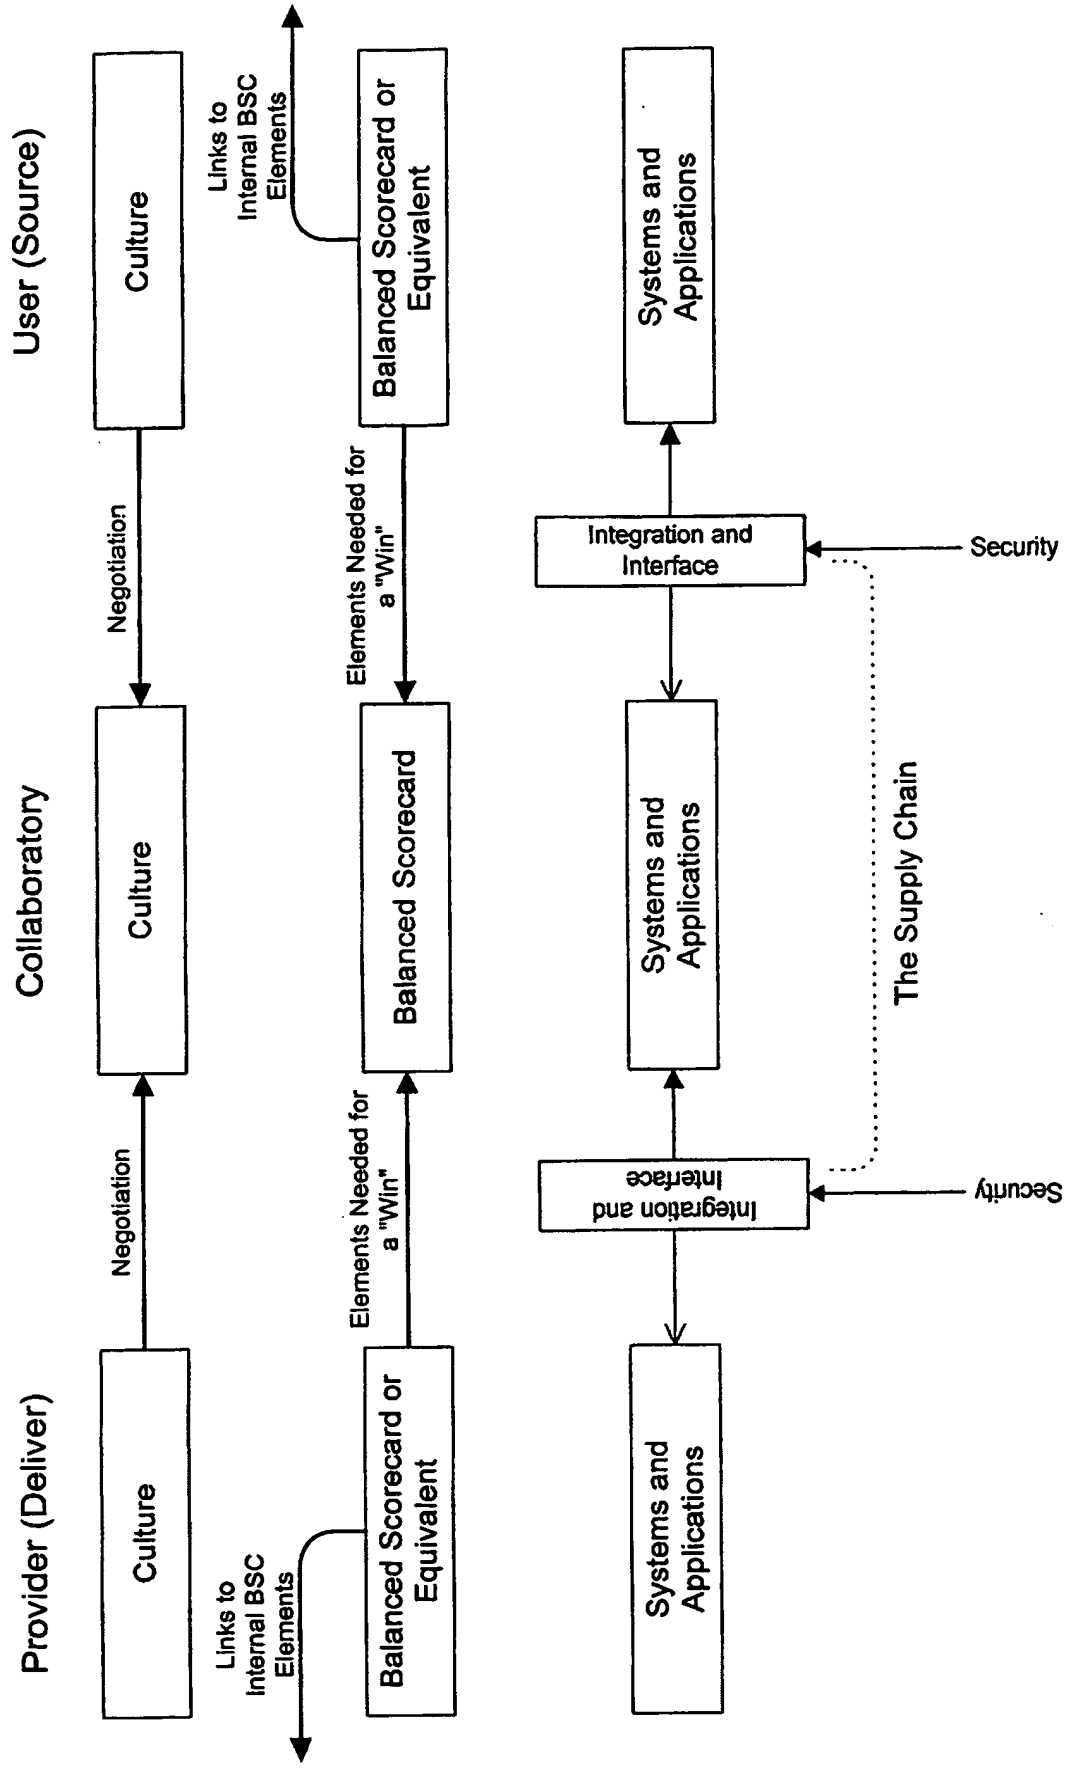 Provider (Deliver)
Collaboratory
User (Source)
Culture
Negotiation
Culture
Negotiation
Culture
Links to
Internal BSC
Elements
Links to
Internal BSC
Elements
Balanced Scorecard or
Equivalent
Elements Needed for
a "Win"
Balanced Scorecard
Elements Needed for
a "Win"
Balanced Scorecard or
Equivalent
Systems and
Applications
Integration and
Interface
Systems and
Applications
Integration and
Interface
Systems and
Applications
The Supply Chain
Security
Security